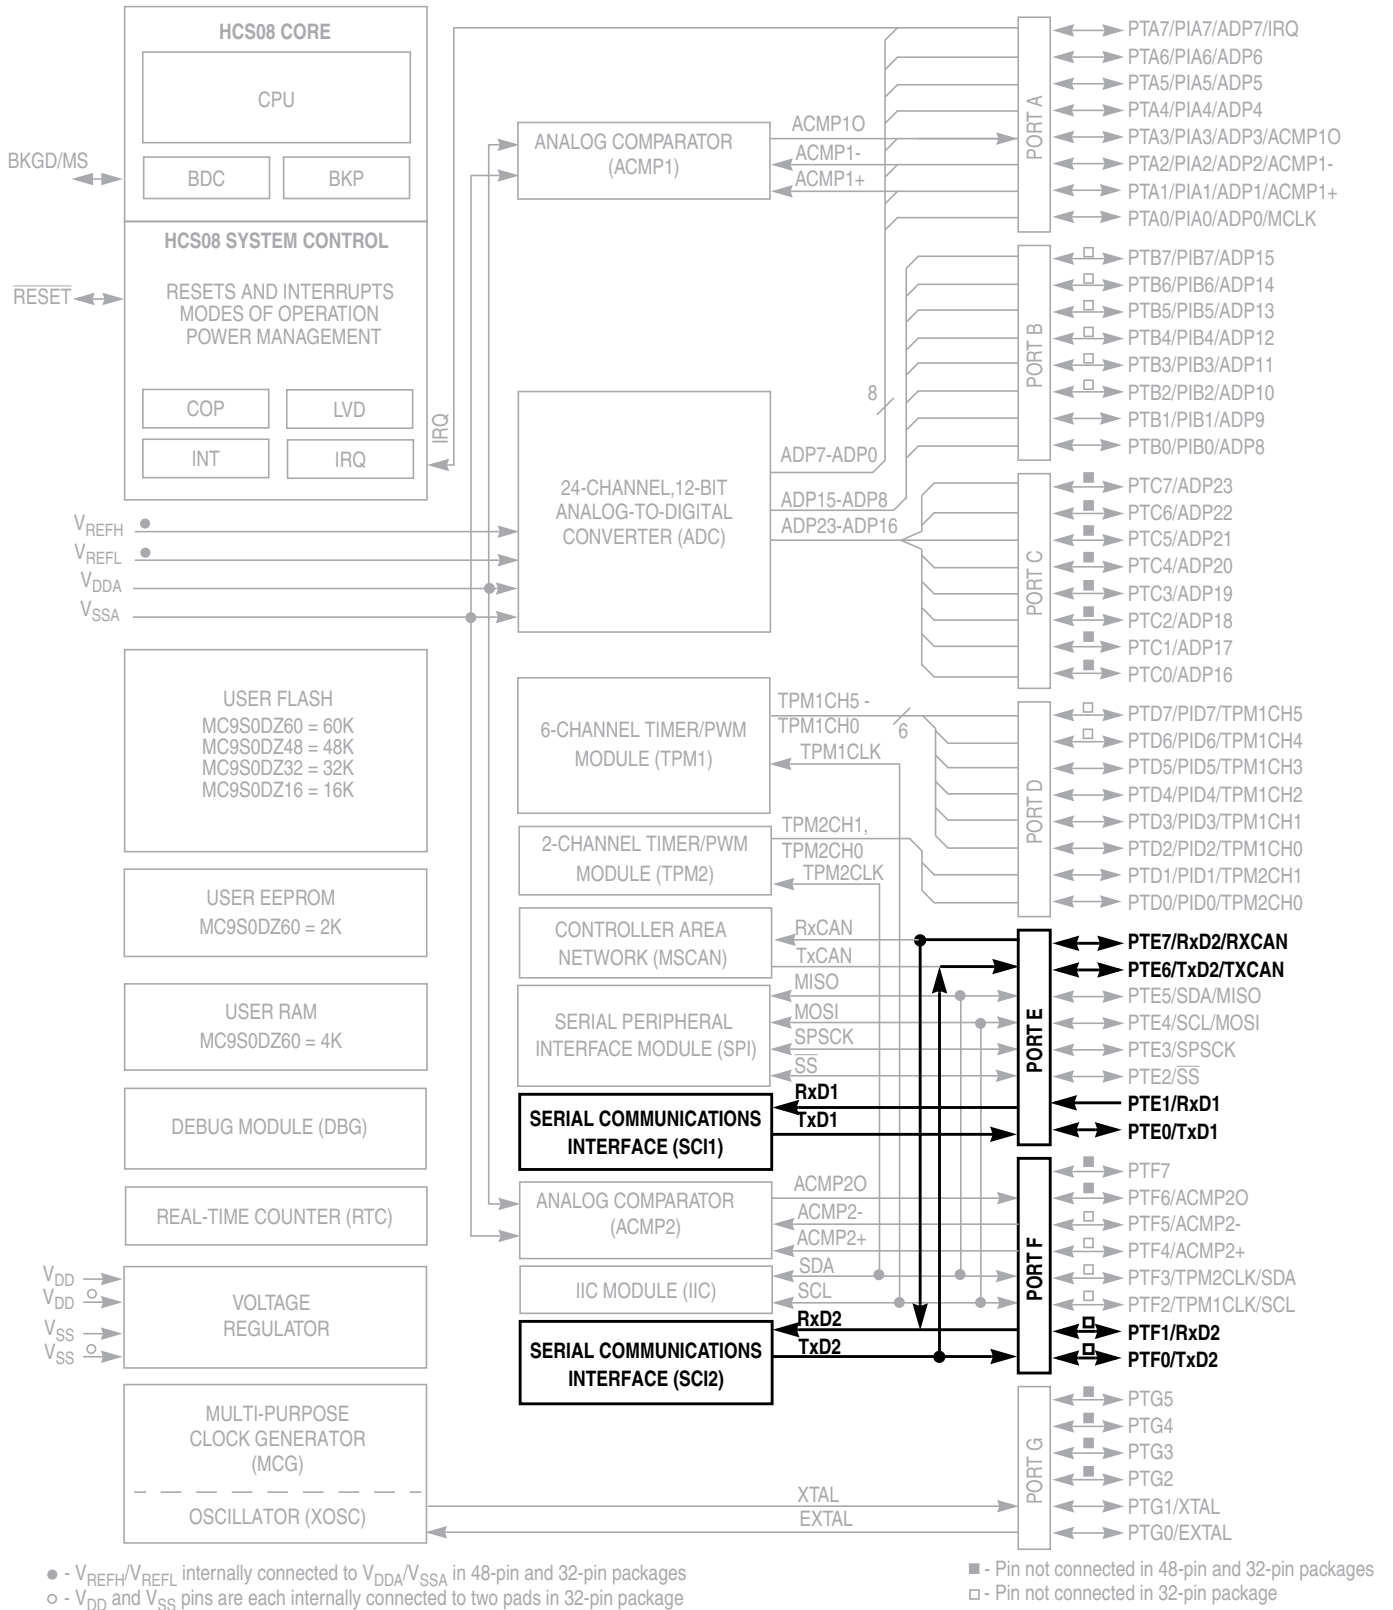 HCS08 CORE
CPU
BDC
BKP
BKGD/MS
HCS08 SYSTEM CONTROL
RESETS AND INTERRUPTS
MODES OF OPERATION
POWER MANAGEMENT
COP
LVD
INT
IRQ
RESET
IRQ
VREFH
VREFL
VDDA
VSSA
USER FLASH
MC9S0DZ60 = 60K
MC9S0DZ48 = 48K
MC9S0DZ32 = 32K
MC9S0DZ16 = 16K
USER EEPROM
MC9S0DZ60 = 2K
USER RAM
MC9S0DZ60 = 4K
DEBUG MODULE (DBG)
REAL-TIME COUNTER (RTC)
VDD
VDD
VSS
VSS
VOLTAGE
REGULATOR
MULTI-PURPOSE
CLOCK GENERATOR
(MCG)
OSCILLATOR (XOSC)
ANALOG COMPARATOR
(ACMP1)
ACMP1O
ACMP1-
ACMP1+
24-CHANNEL,12-BIT
ANALOG-TO-DIGITAL
CONVERTER (ADC)
8
ADP7-ADP0
ADP15-ADP8
ADP23-ADP16
6-CHANNEL TIMER/PWM
MODULE (TPM1)
TPM1CH5 -
TPM1CH0
6
TPM1CLK
2-CHANNEL TIMER/PWM
MODULE (TPM2)
TPM2CH1,
TPM2CH0
TPM2CLK
CONTROLLER AREA
NETWORK (MSCAN)
RxCAN
TxCAN
SERIAL PERIPHERAL
INTERFACE MODULE (SPI)
MISO
MOSI
SPSCK
SS
SERIAL COMMUNICATIONS
INTERFACE (SCI1)
RxD1
TxD1
ANALOG COMPARATOR
(ACMP2)
ACMP2O
ACMP2-
ACMP2+
IIC MODULE (IIC)
SDA
SCL
SERIAL COMMUNICATIONS
INTERFACE (SCI2)
RxD2
TxD2
XTAL
EXTAL
PORT A
PTA7/PIA7/ADP7/IRQ
PTA6/PIA6/ADP6
PTA5/PIA5/ADP5
PTA4/PIA4/ADP4
PTA3/PIA3/ADP3/ACMP1O
PTA2/PIA2/ADP2/ACMP1-
PTA1/PIA1/ADP1/ACMP1+
PTA0/PIA0/ADP0/MCLK
PORT B
PTB7/PIB7/ADP15
PTB6/PIB6/ADP14
PTB5/PIB5/ADP13
PTB4/PIB4/ADP12
PTB3/PIB3/ADP11
PTB2/PIB2/ADP10
PTB1/PIB1/ADP9
PTB0/PIB0/ADP8
PORT C
PTC7/ADP23
PTC6/ADP22
PTC5/ADP21
PTC4/ADP20
PTC3/ADP19
PTC2/ADP18
PTC1/ADP17
PTC0/ADP16
PORT D
PTD7/PID7/TPM1CH5
PTD6/PID6/TPM1CH4
PTD5/PID5/TPM1CH3
PTD4/PID4/TPM1CH2
PTD3/PID3/TPM1CH1
PTD2/PID2/TPM1CH0
PTD1/PID1/TPM2CH1
PTD0/PID0/TPM2CH0
PORT E
PTE7/RxD2/RXCAN
PTE6/TxD2/TXCAN
PTE5/SDA/MISO
PTE4/SCL/MOSI
PTE3/SPSCK
PTE2/SS
PTE1/RxD1
PTE0/TxD1
PORT F
PTF7
PTF6/ACMP2O
PTF5/ACMP2-
PTF4/ACMP2+
PTF3/TPM2CLK/SDA
PTF2/TPM1CLK/SCL
PTF1/RxD2
PTF0/TxD2
PORT G
PTG5
PTG4
PTG3
PTG2
PTG1/XTAL
PTG0/EXTAL
● - VREFH/VREFL internally connected to VDDA/VSSA in 48-pin and 32-pin packages
○ - VDD and VSS pins are each internally connected to two pads in 32-pin package
■ - Pin not connected in 48-pin and 32-pin packages
□ - Pin not connected in 32-pin package